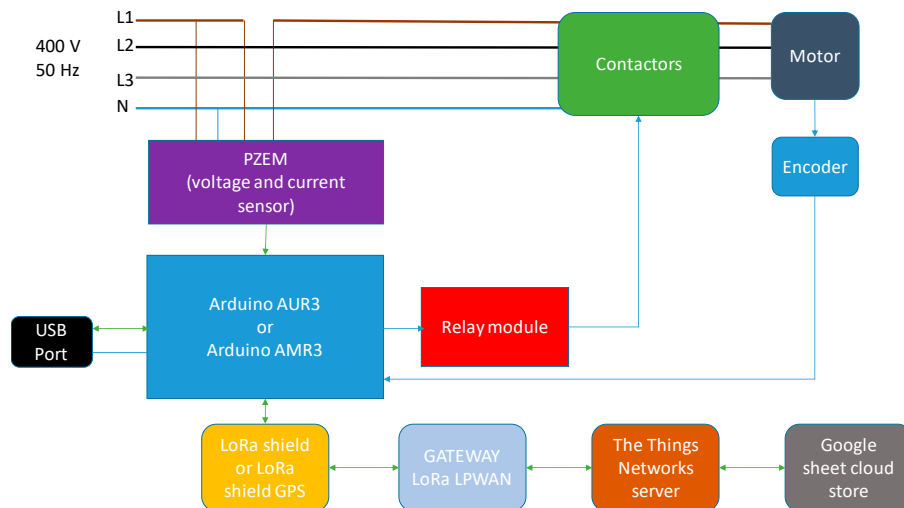 L1
400 V
50 Hz
L2
L3
N
Contactors
Motor
PZEM
(voltage and current
sensor)
Encoder
Arduino AUR3
or
Arduino AMR3
Relay module
USB
Port
LoRa shield
or LoRa
shield GPS
GATEWAY
LoRa LPWAN
The Things
Networks
server
Google
sheet cloud
store